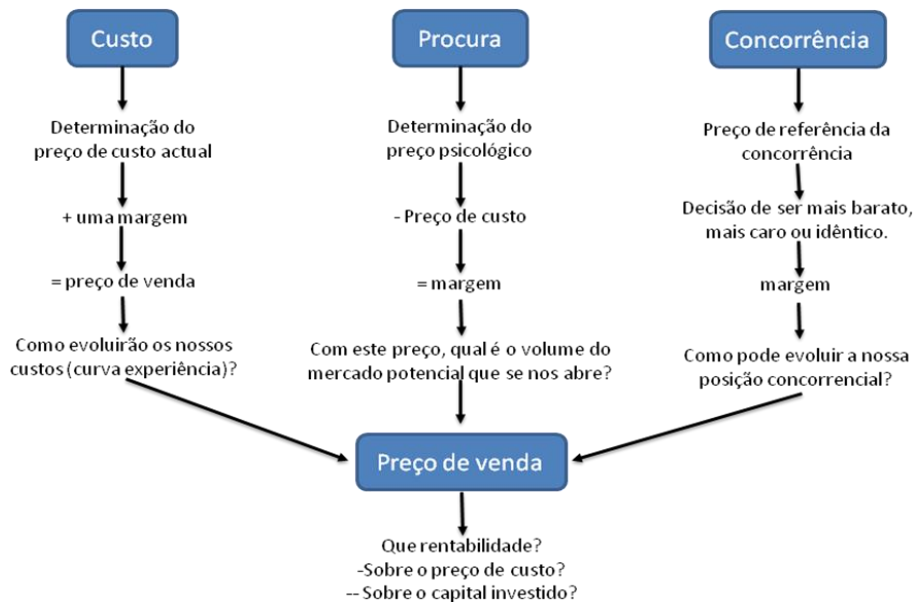 Custo
Determinação do
preço de custo actual
+ uma margem
= preço de venda
Como evoluirão os nossos
custos (curva experiência)?
Procura
Determinação do
preço psicológico
- Preço de custo
= margem
Com este preço, qual é o volume do
mercado potencial que se nos abre?
Concorrência
Preço de referência da
concorrência
Decisão de ser mais barato,
mais caro ou idêntico.
margem
Como pode evoluir a nossa
posição concorrencial?
Preço de venda
Que rentabilidade?
-Sobre o preço de custo?
-- Sobre o capital investido?